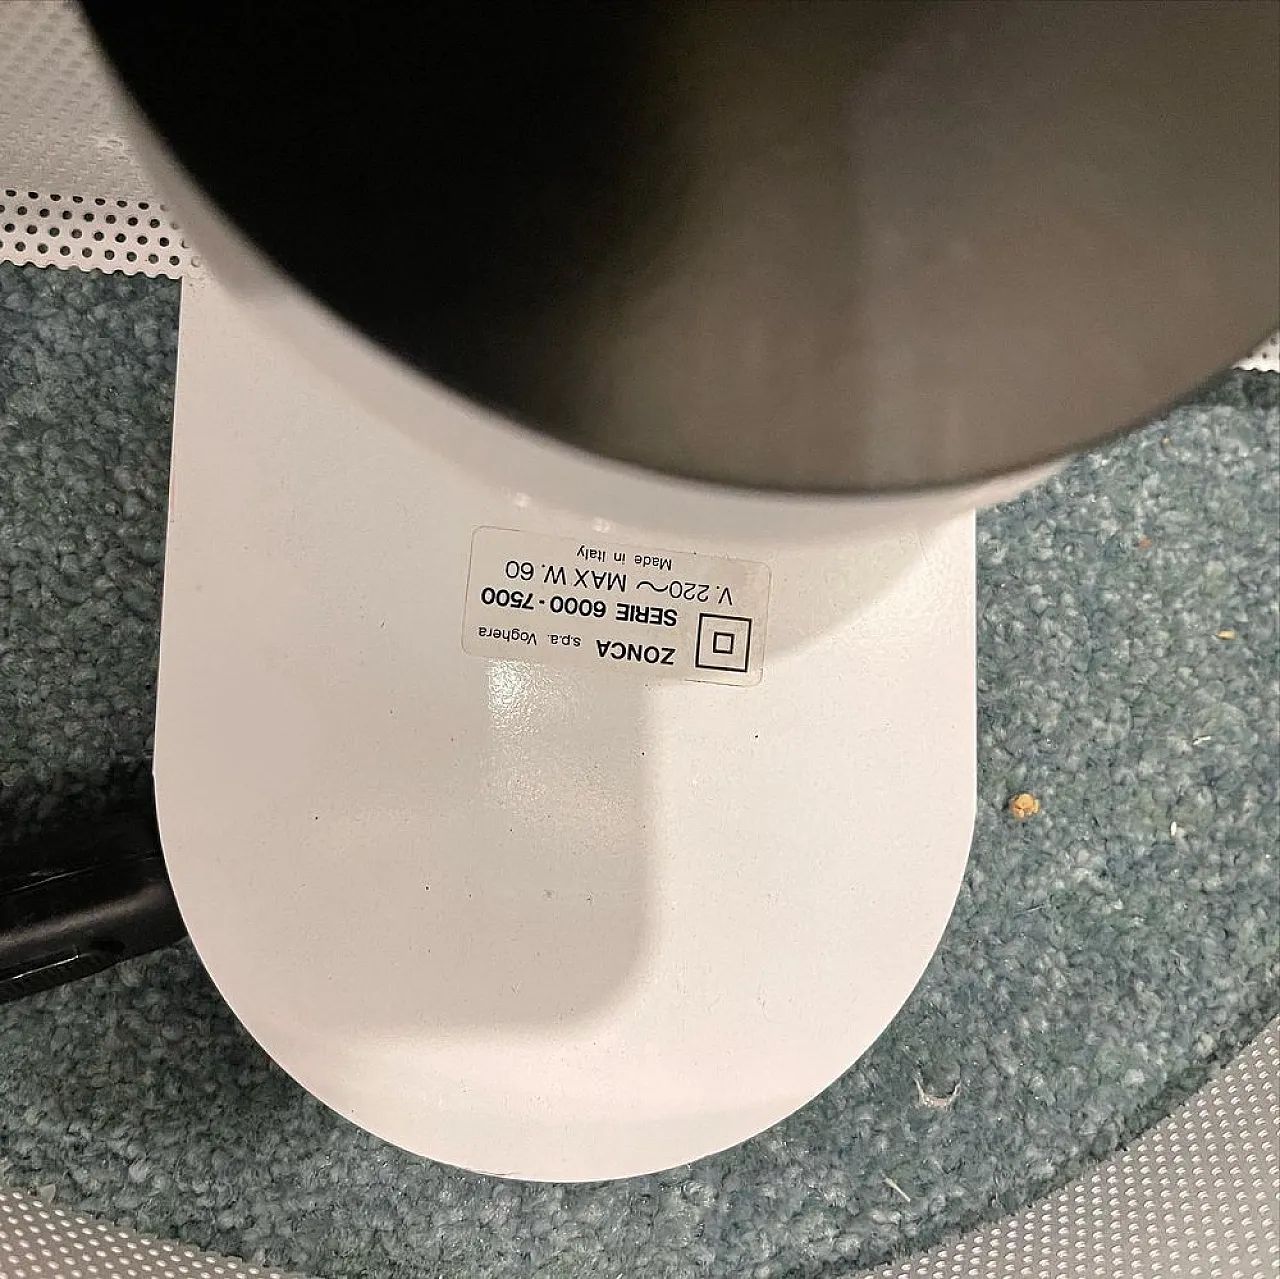 ZONCA s.p.a. Voghera
SERIE 6000 - 7500
V. 220~ MAX W. 60
Made in Italy